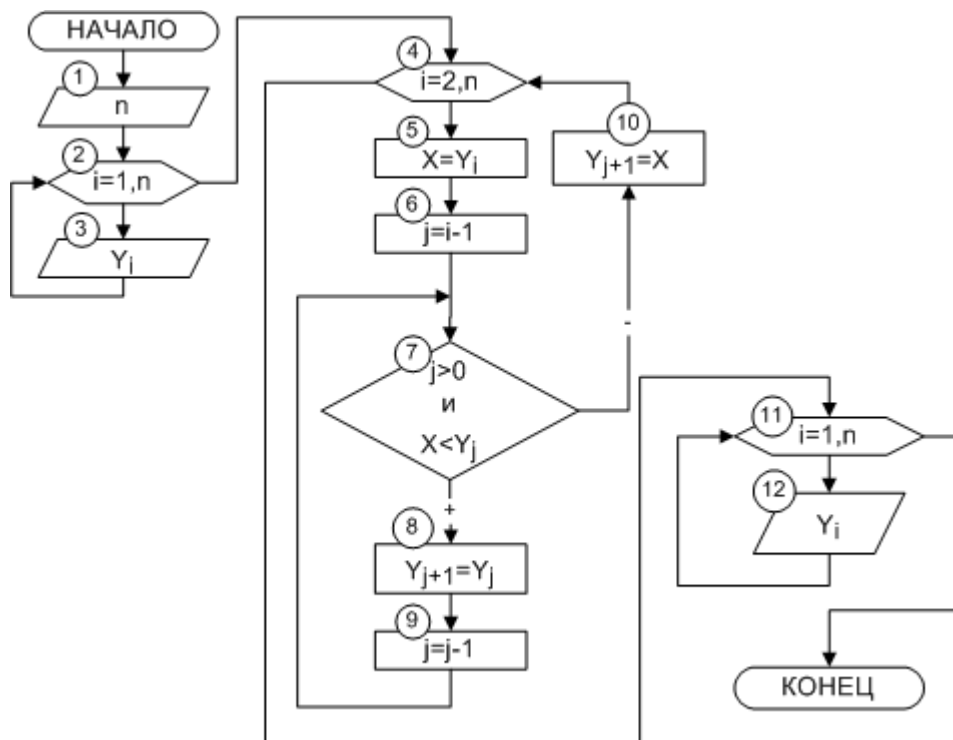 НАЧАЛО
1
n
2
i=1,n
3
Yi
4
i=2,n
5
X=Yi
6
j=i-1
7
j>0
и
X<Yj
+
-
8
Yj+1=Yj
9
j=j-1
10
Yj+1=X
11
i=1,n
12
Yi
КОНЕЦ